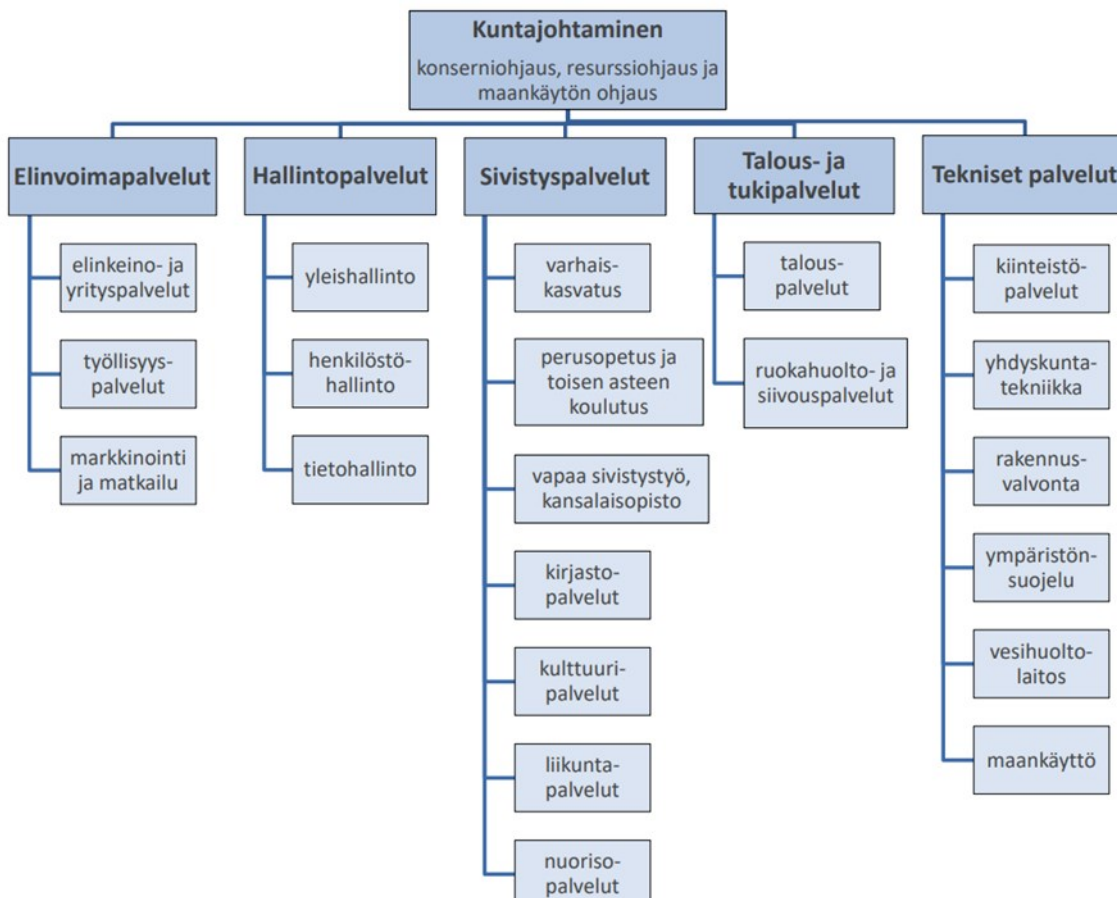 Kuntajohtaminen
konserniohjaus, resurssiohjaus ja
maankäytön ohjaus
Elinvoimapalvelut
elinkeino- ja
yrityspalvelut
työllisyys-
palvelut
markkinointi
ja matkailu
Hallintopalvelut
yleishallinto
henkilöstö-
hallinto
tietohallinto
Sivistyspalvelut
varhais-
kasvatus
perusopetus ja
toisen asteen
koulutus
vapaa sivistystyö,
kansalaisopisto
kirjasto-
palvelut
kulttuuri-
palvelut
liikunta-
palvelut
nuoriso-
palvelut
Talous- ja
tukipalvelut
talous-
palvelut
ruokahuolto- ja
siivouspalvelut
Tekniset palvelut
kiinteistö-
palvelut
yhdyskunta-
tekniikka
rakennus-
valvonta
ympäristön-
suojelu
vesihuolto-
laitos
maankäyttö